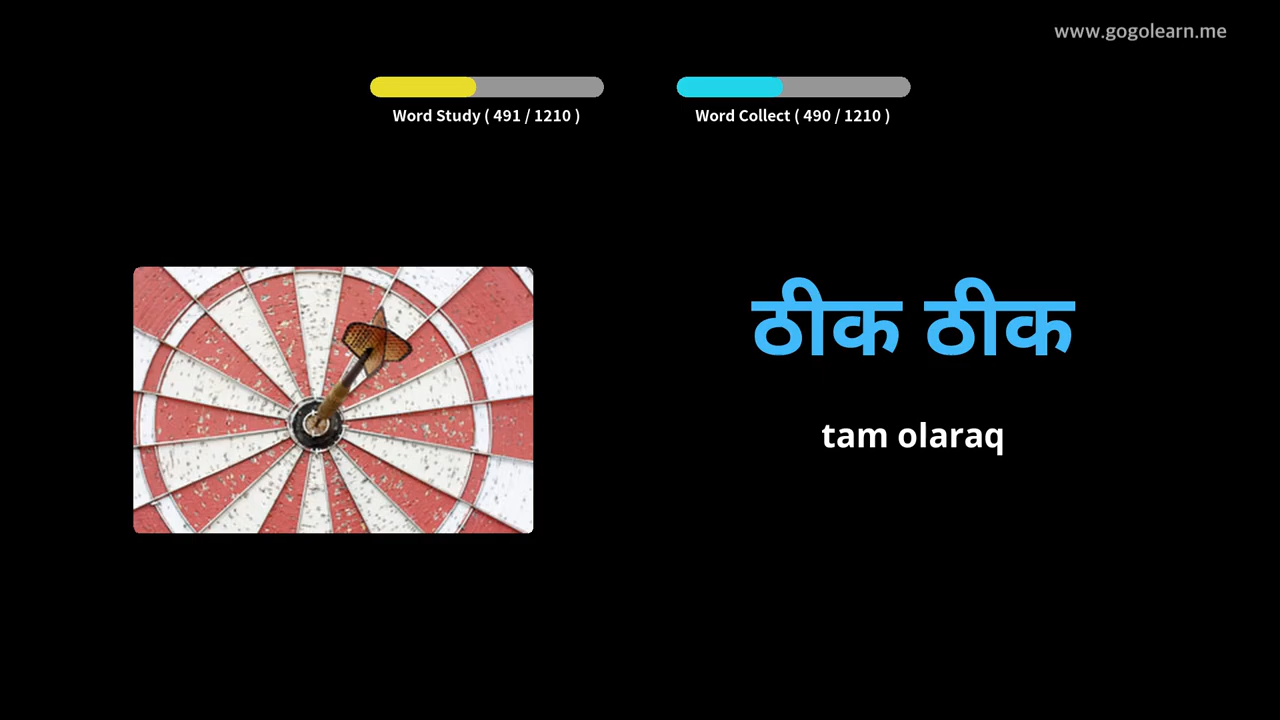 www.gogolearn.me
Word Study ( 491 / 1210 )
Word Collect ( 490 / 1210 )
ठीक ठीक
tam olaraq